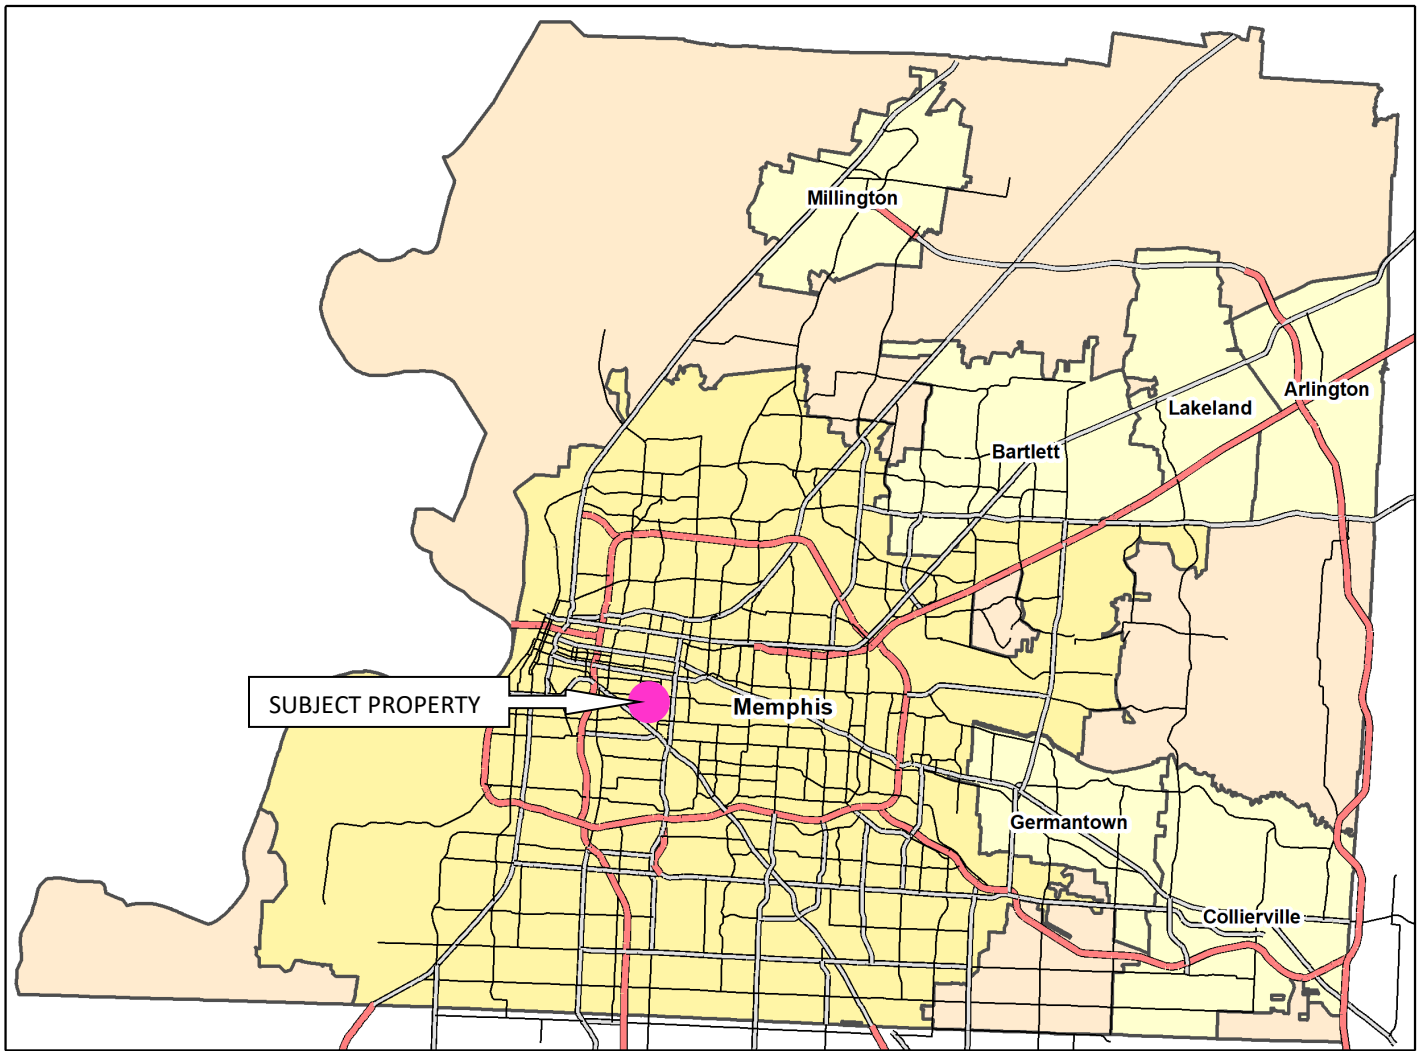 Millington
Arlington
Lakeland
Bartlett
SUBJECT PROPERTY
Memphis
Germantown
Collierville